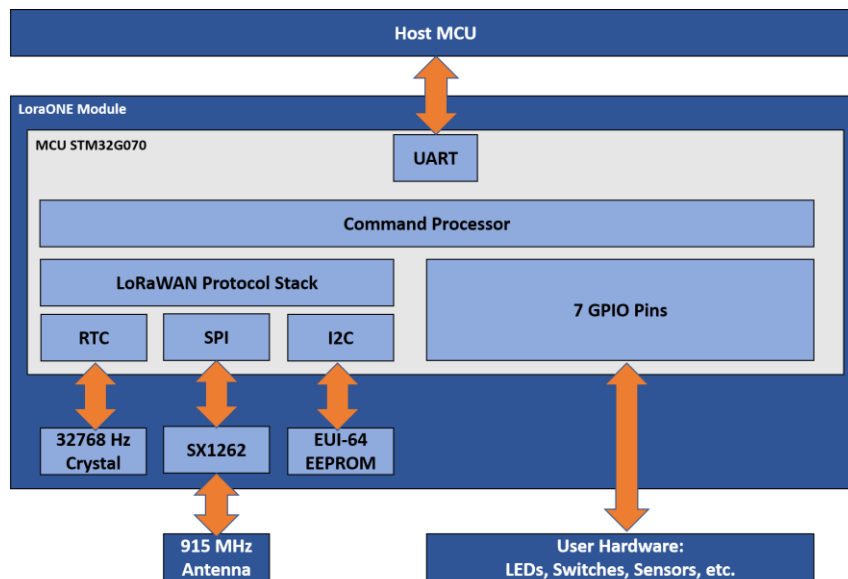 Host MCU
LoraONE Module
MCU STM32G070
UART
Command Processor
LoRaWAN Protocol Stack
7 GPIO Pins
RTC
SPI
I2C
32768 Hz
Crystal
SX1262
EUI-64
EEPROM
915 MHz
Antenna
User Hardware:
LEDs, Switches, Sensors, etc.